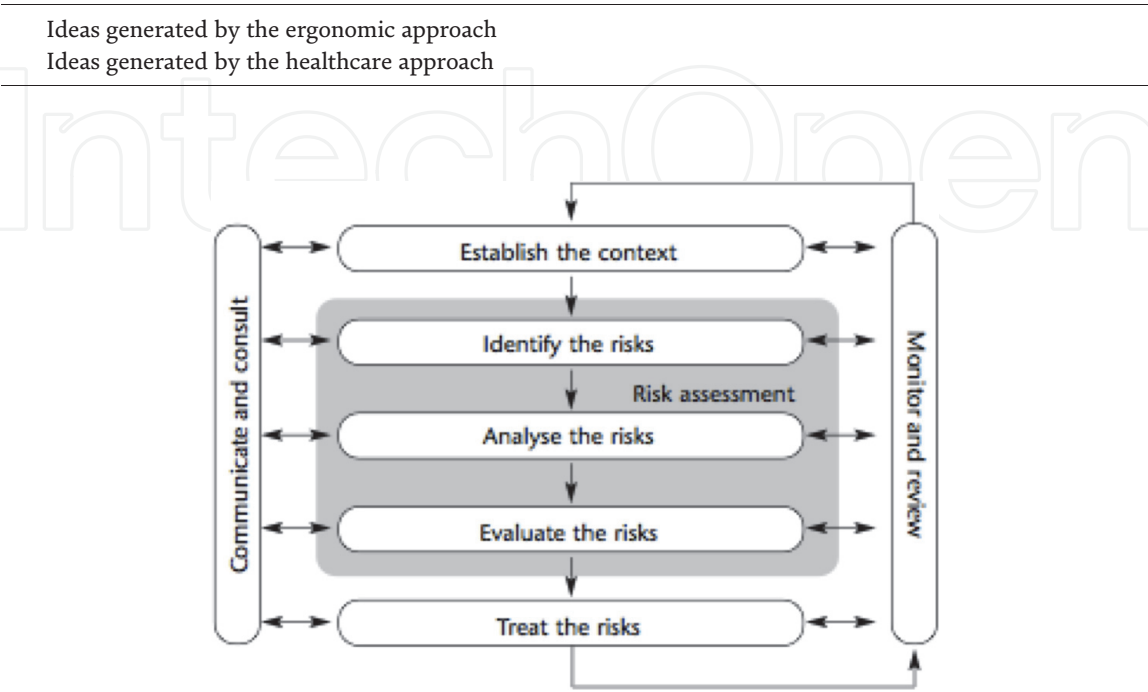 Ideas generated by the ergonomic approach
Ideas generated by the healthcare approach
IntechOpen
Establish the context
Communicate and consult
Identify the risks
Monitor and review
Risk assessment
Analyse the risks
Evaluate the risks
Treat the risks